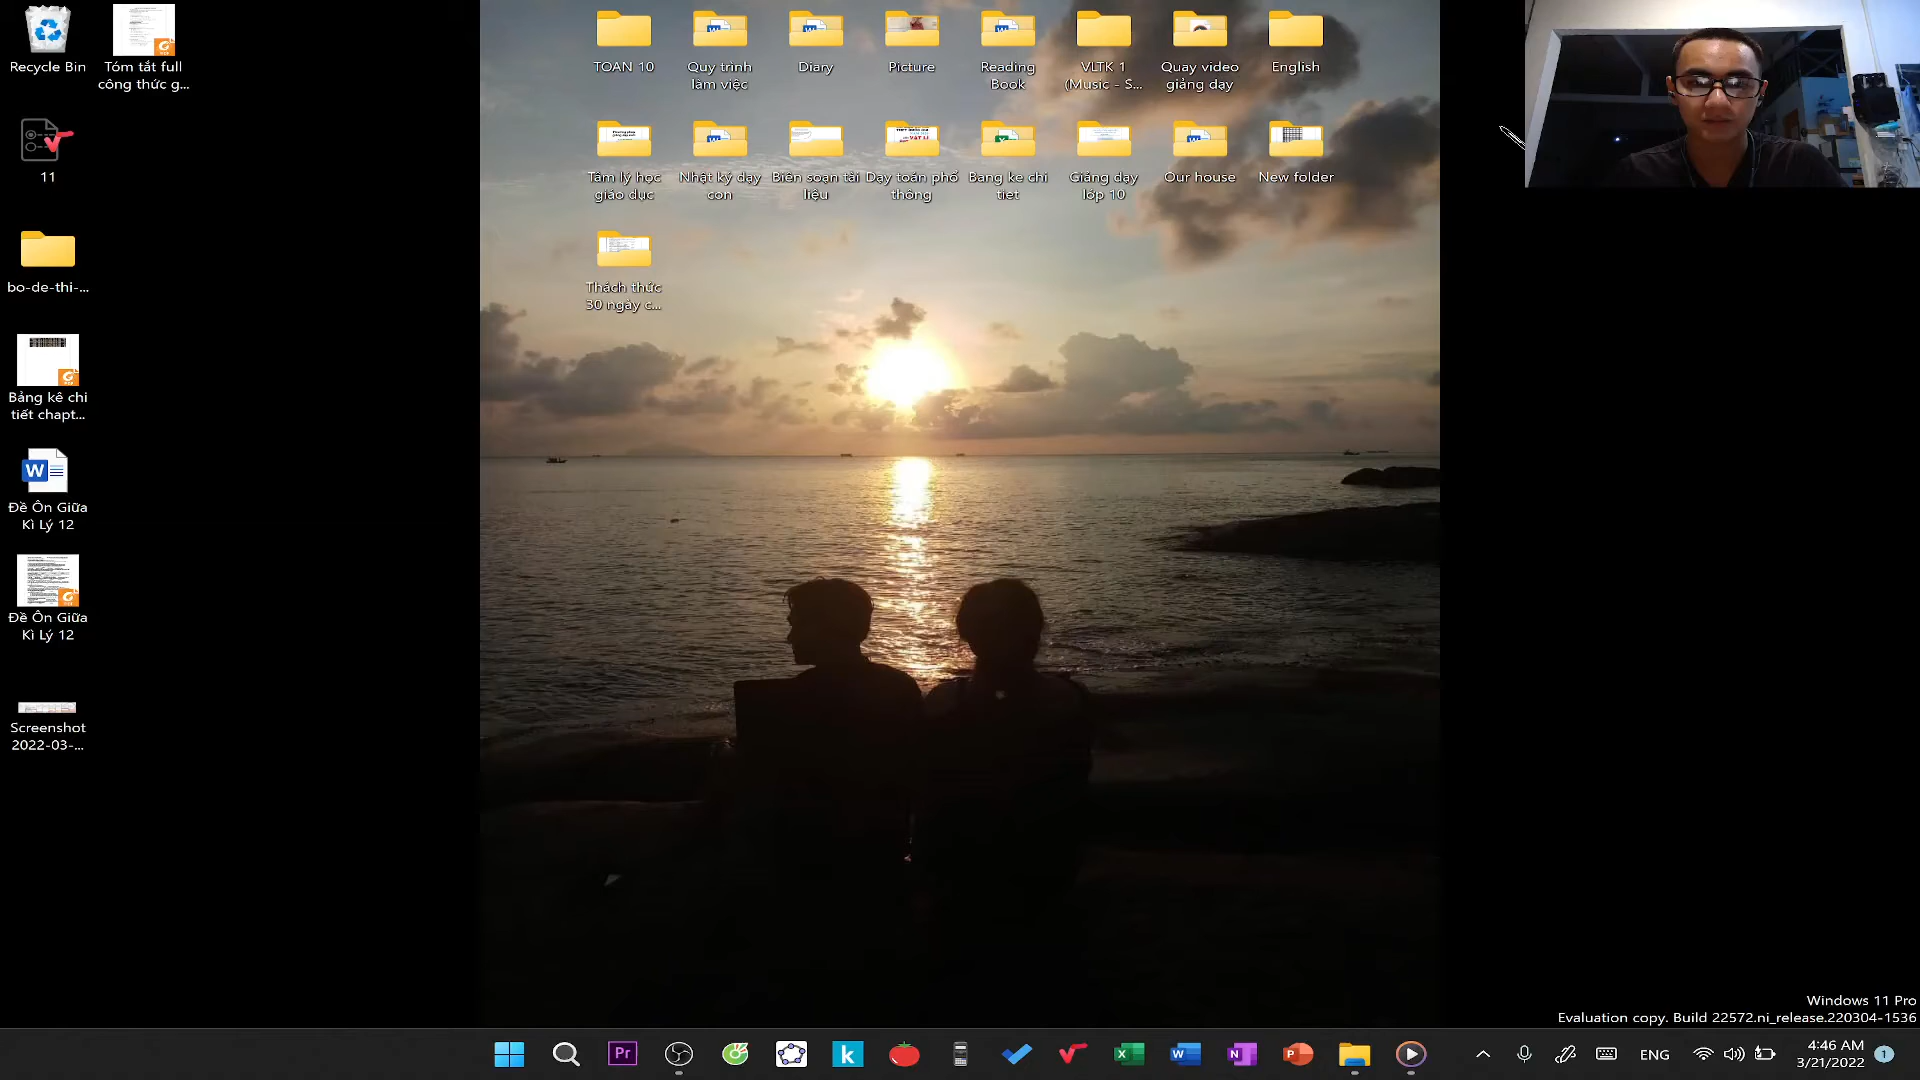 Recycle Bin
Tóm tắt full
công thức g...
11
bo-de-thi-...
Bảng kê chi
tiết chapt...
Đề Ôn Giữa
Kì Lý 12
Đề Ôn Giữa
Kì Lý 12
Screenshot
2022-03-...
TOAN 10
Quy trình
làm việc
Diary
Picture
Reading
Book
VLTK 1
(Music - S...
Quay video
giảng dạy
English
Tâm lý học
giáo dục
Nhật ký dạy
con
Biên soạn tài
liệu
Dạy toán phổ
thông
Bang ke chi
tiet
Giảng dạy
lớp 10
Our house
New folder
Thách thức
30 ngày c...
Windows 11 Pro
Evaluation copy. Build 22572.ni_release.220304-1536
Pr
k
ENG
4:46 AM
3/21/2022
1